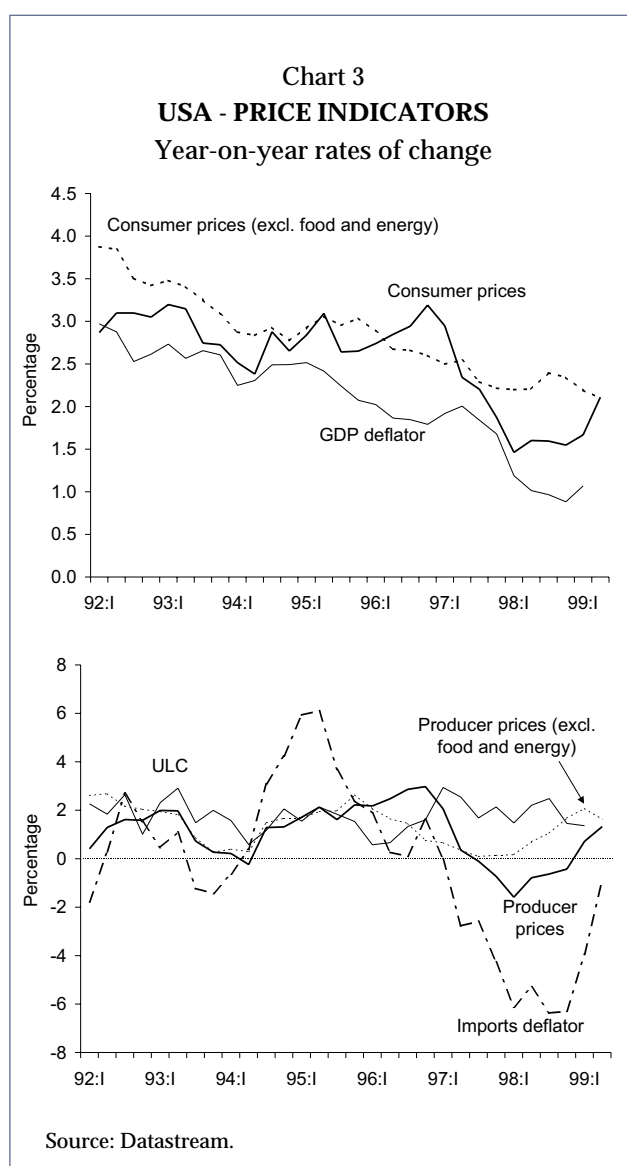 Chart 3
USA - PRICE INDICATORS
Year-on-year rates of change
4.5
Consumer prices (excl. food and energy)
4.0
3.5
Consumer prices
3.0
2.5
2.0
GDP deflator
1.5
1.0
0.5
0.0
Percentage
92:I 93:I 94:I 95:I 96:I 97:I 98:I 99:I
8
6
Producer prices (excl.
food and energy)
ULC
4
2
0
-2
Producer
prices
-4
-6
Imports deflator
-8
Percentage
92:I 93:I 94:I 95:I 96:I 97:I 98:I 99:I
Source: Datastream.